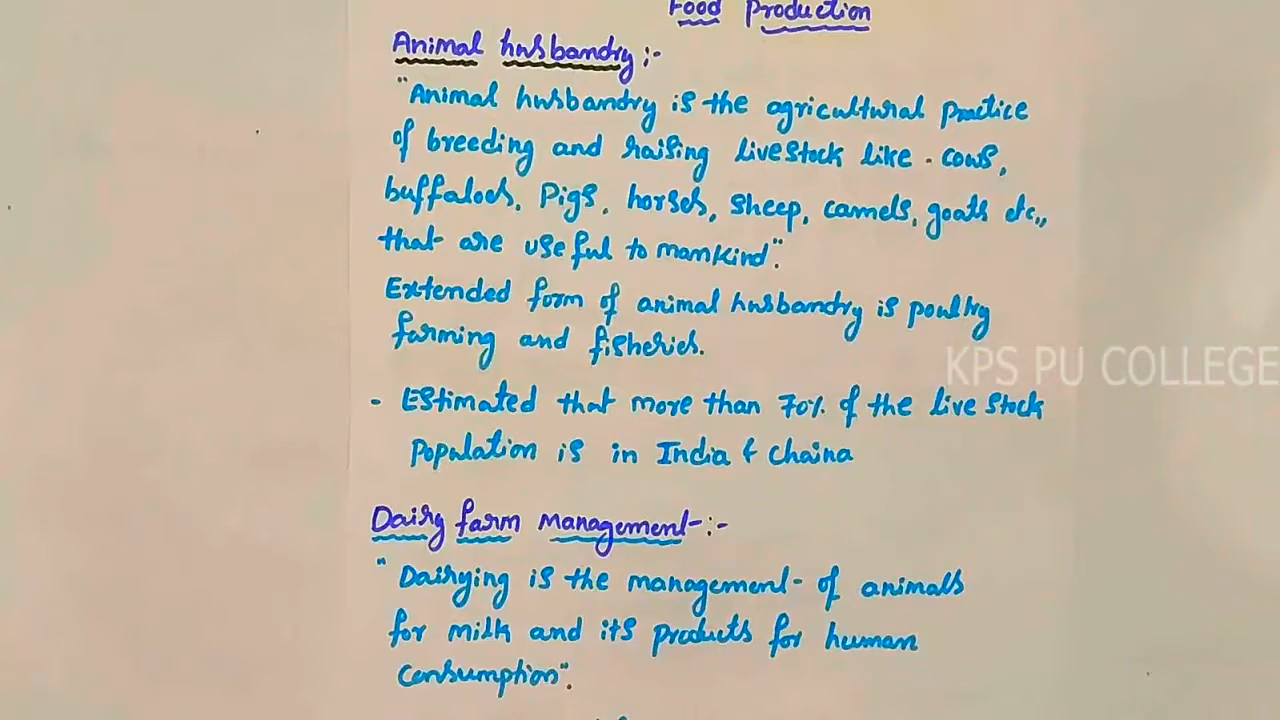 Food Production
Animal husbandry :-
"Animal husbandry is the agricultural practice
of breeding and raising livestock like - cows,
buffaloes, Pigs, horses, sheep, camels, goats etc.,
that are useful to mankind".
Extended form of animal husbandry is poultry
farming and fisheries.
- Estimated that more than 70% of the live stock
Population is in India & Chaina
KPS PU COLLEGE
Dairy farm management :-
"Dairying is the management of animals
for milk and its products for human
consumption".